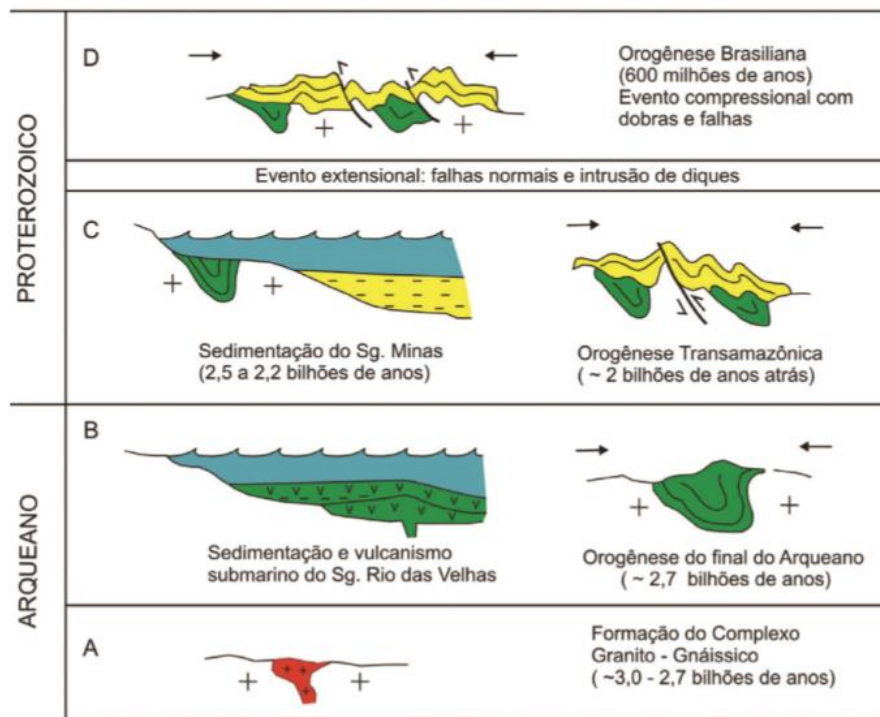 PROTEROZOICO
D
Orogênese Brasiliana
(600 milhões de anos)
Evento compressional com
dobras e falhas
Evento extensional: falhas normais e intrusão de diques
C
Sedimentação do Sg. Minas
(2,5 a 2,2 bilhões de anos)
Orogênese Transamazônica
( ~ 2 bilhões de anos atrás)
ARQUEANO
B
Sedimentação e vulcanismo
submarino do Sg. Rio das Velhas
Orogênese do final do Arqueano
( ~ 2,7 bilhões de anos)
A
Formação do Complexo
Granito - Gnáissico
( ~3,0 - 2,7 bilhões de anos)